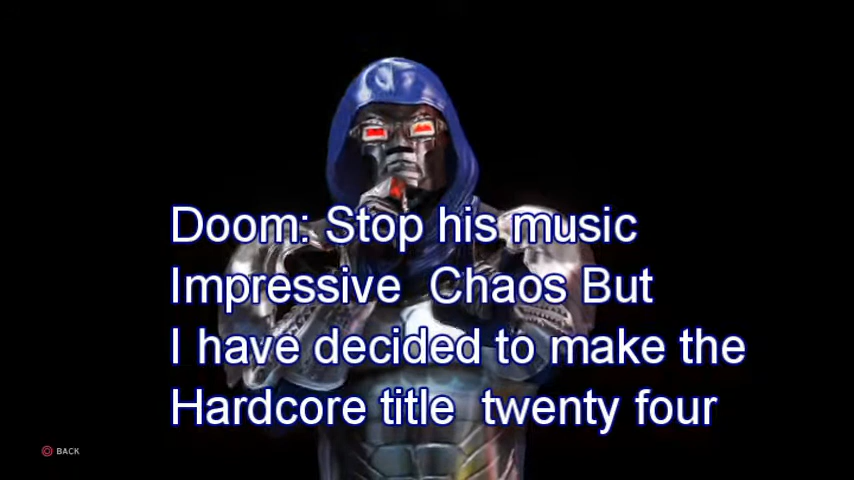 Doom: Stop his music
Impressive  Chaos But
I have decided to make the
Hardcore title  twenty four
BACK